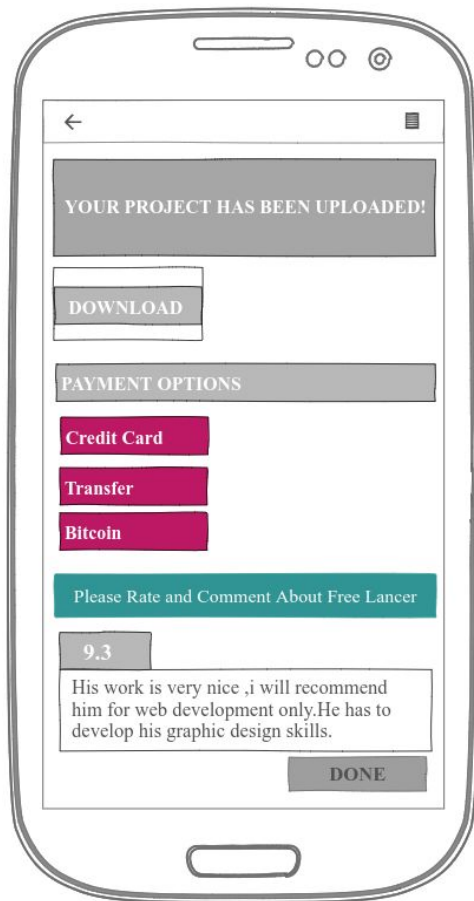 YOUR PROJECT HAS BEEN UPLOADED!
DOWNLOAD
PAYMENT OPTIONS
Credit Card
Transfer
Bitcoin
Please Rate and Comment About Free Lancer
9.3
His work is very nice ,i will recommend
him for web development only.He has to
develop his graphic design skills.
DONE